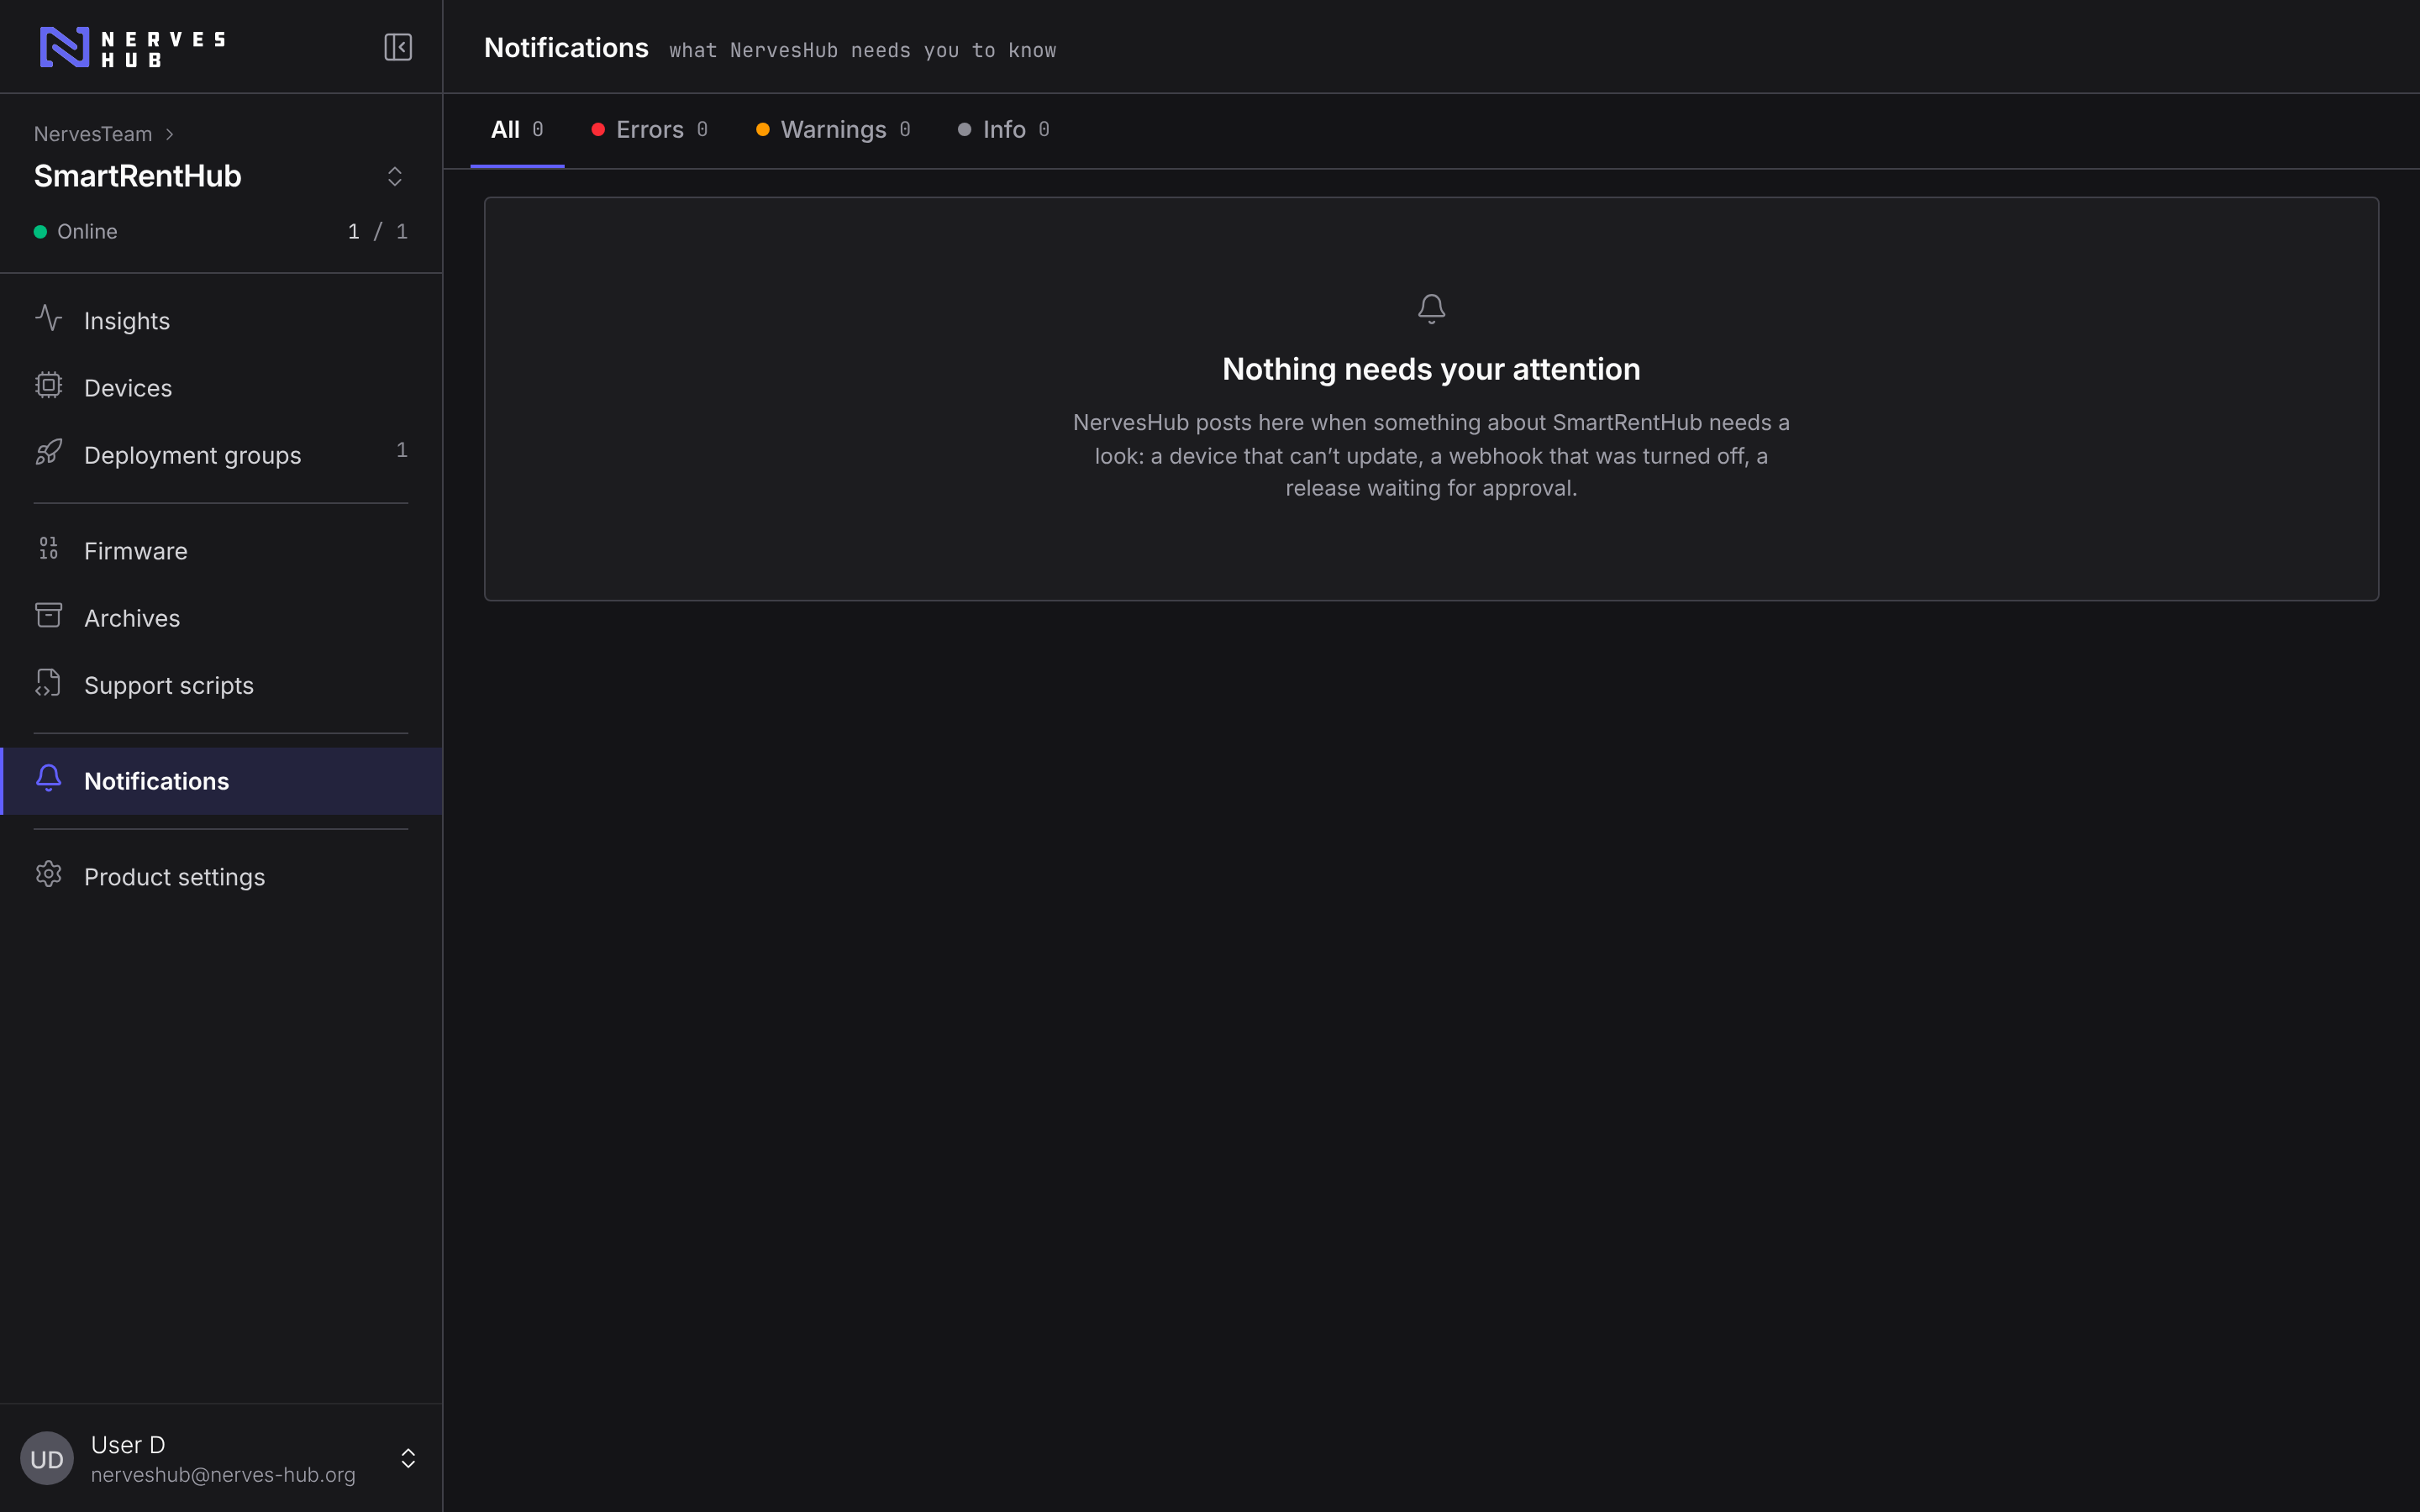 NERVES
HUB
NervesTeam
SmartRentHub
Online
1 / 1
Insights
Devices
Deployment groups 1
01
10
Firmware
Archives
Support scripts
Notifications
Product settings
UD
User D
nerveshub@nerves-hub.org
Notifications what NervesHub needs you to know
All 0 Errors 0 Warnings 0 Info 0
Nothing needs your attention
NervesHub posts here when something about SmartRentHub needs a
look: a device that can’t update, a webhook that was turned off, a
release waiting for approval.